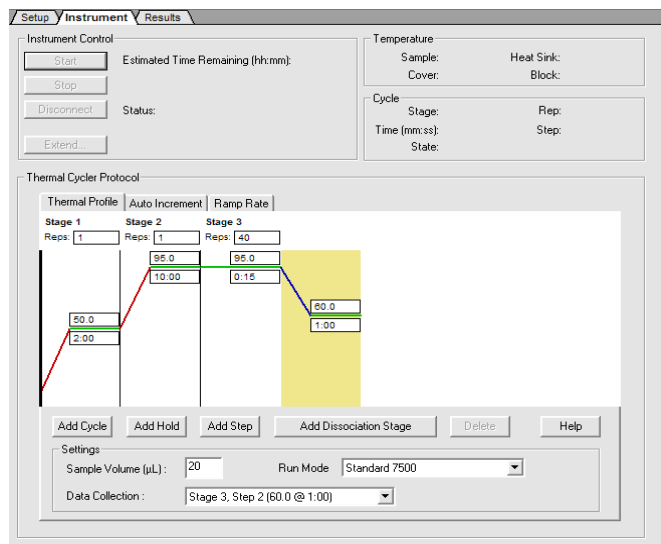 Setup Instrument Results
Instrument Control
Start Estimated Time Remaining (hh:mm):
Stop
Disconnect Status:
Extend...
Temperature
Sample: Heat Sink:
Cover: Block:
Cycle
Stage: Rep:
Time (mm:ss): Step:
State:
Thermal Cycler Protocol
Thermal Profile Auto Increment Ramp Rate
Stage 1 Stage 2 Stage 3
Reps: 1 Reps: 1 Reps: 40
95.0 95.0
10:00 0:15
60.0
50.0 1:00
2:00
Add Cycle Add Hold Add Step Add Dissociation Stage Delete Help
Settings
Sample Volume (µL) : 20 Run Mode Standard 7500
Data Collection : Stage 3, Step 2 (60.0 @ 1:00)